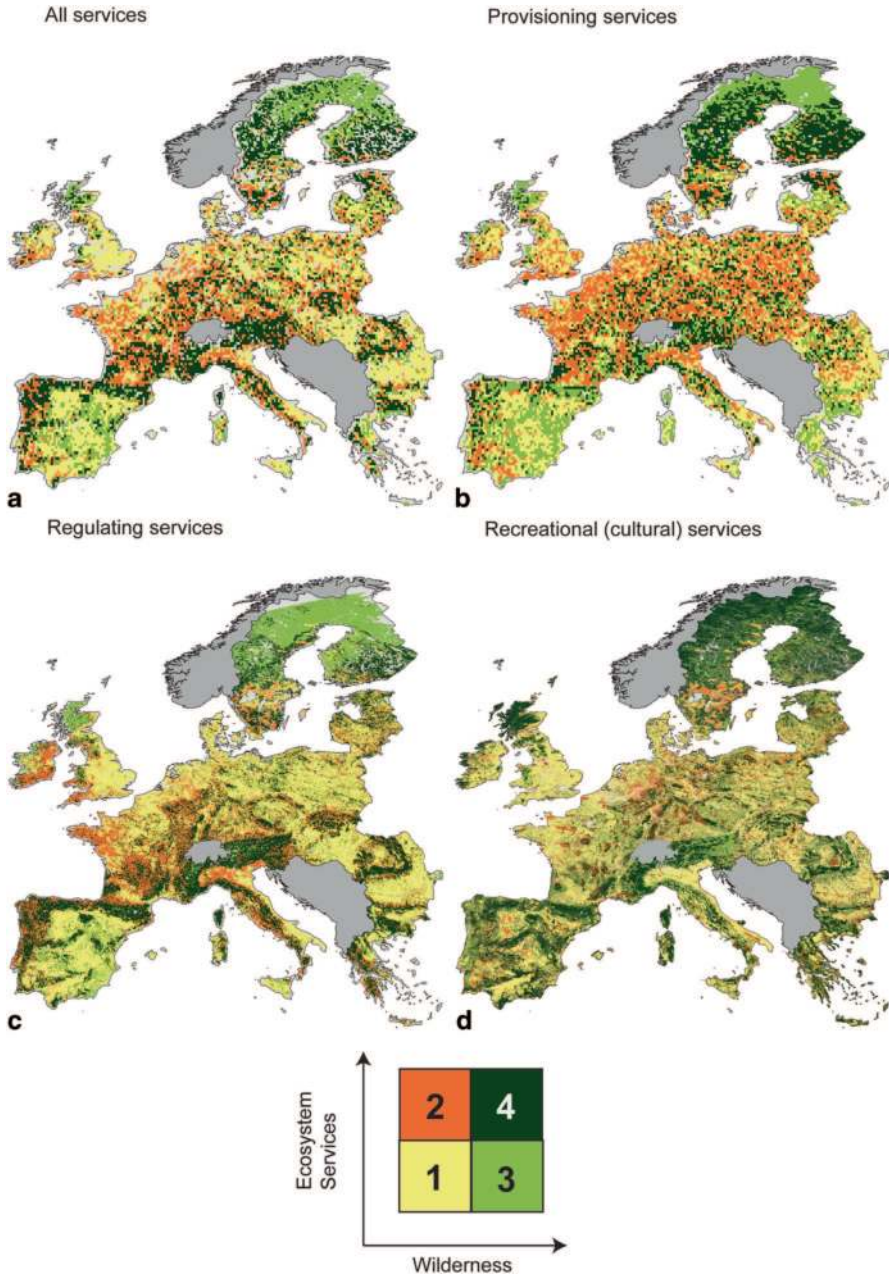 All services
Provisioning services
a
b
Regulating services
Recreational (cultural) services
c
d
Ecosystem
Services
2
4
1
3
Wilderness